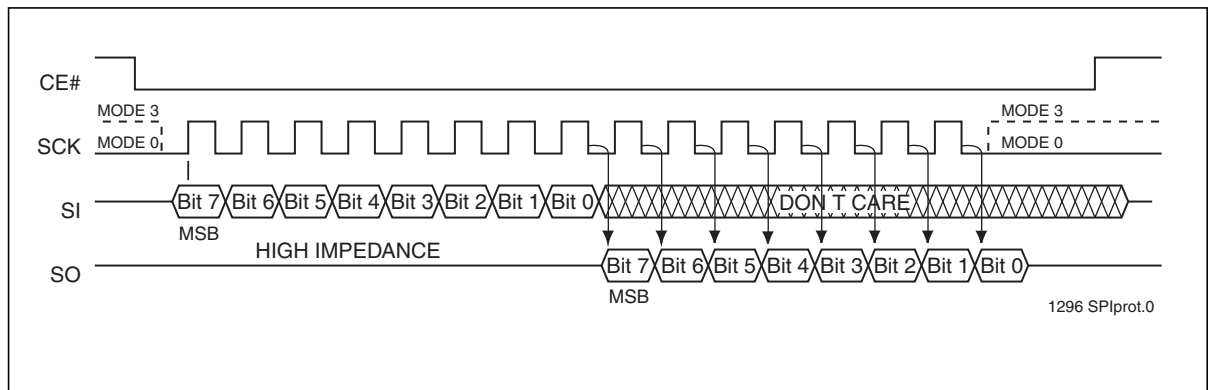 CE#
MODE 3
MODE 3
SCK
MODE 0
MODE 0
SI
Bit 7 Bit 6 Bit 5 Bit 4 Bit 3 Bit 2 Bit 1 Bit 0 DON T CARE
MSB
HIGH IMPEDANCE
SO
Bit 7 Bit 6 Bit 5 Bit 4 Bit 3 Bit 2 Bit 1 Bit 0
MSB
1296 SPIprot.0